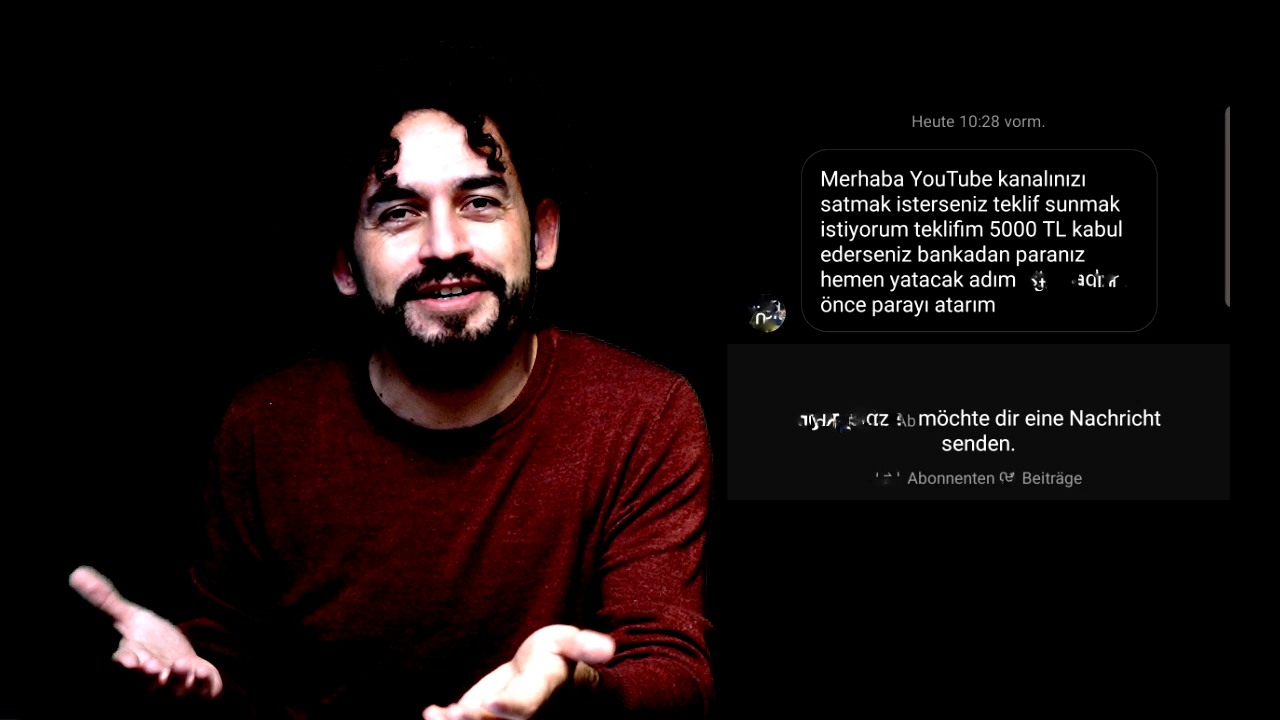 Heute 10:28 vorm.
Merhaba YouTube kanalınızı
satmak isterseniz teklif sunmak
istiyorum teklifim 5000 TL kabul
ederseniz bankadan paranız
hemen yatacak adım
önce parayı atarım
möchte dir eine Nachricht
senden.
Abonnenten Beiträge